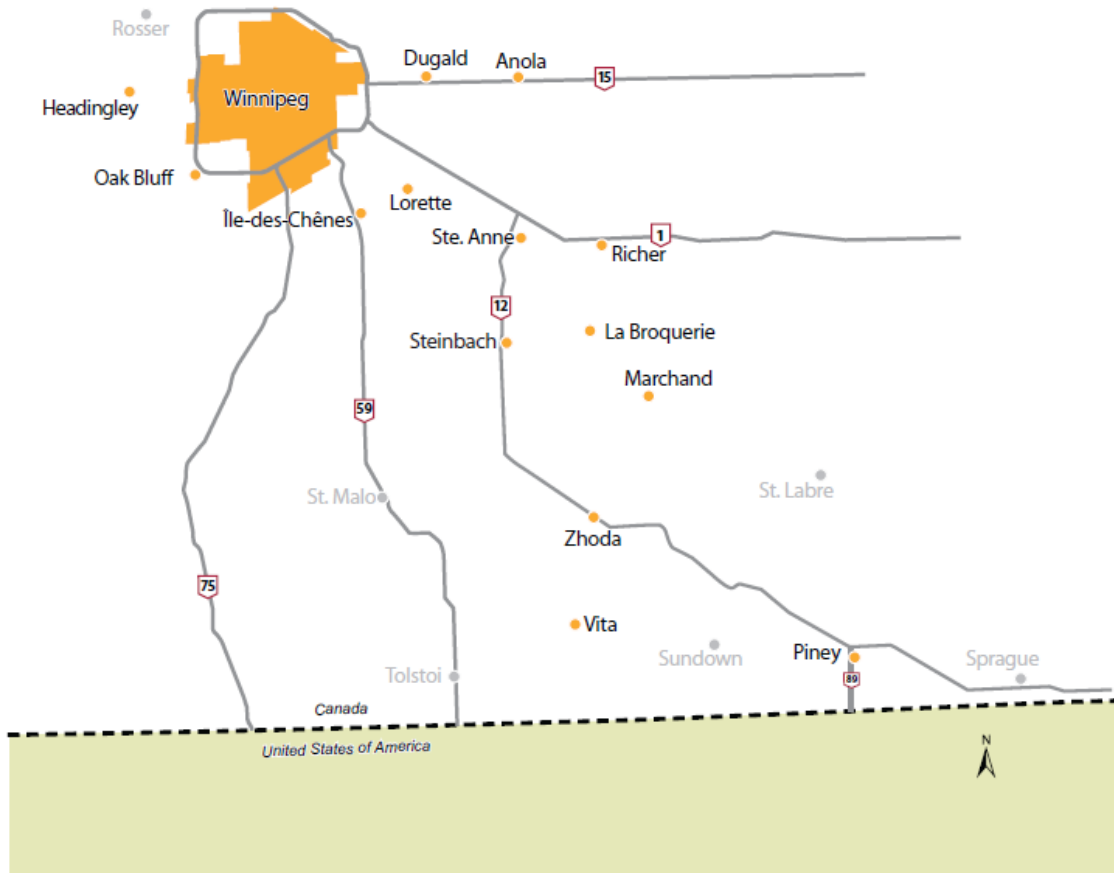 Rosser
Dugald
Anola
15
Headingley
Winnipeg
Oak Bluff
Lorette
Île-des-Chênes
Ste. Anne
1
Richer
12
Steinbach
La Broquerie
Marchand
59
St. Labre
St. Malo
Zhoda
75
Vita
Sundown
Piney
Sprague
Tolstoi
89
Canada
United States of America
N